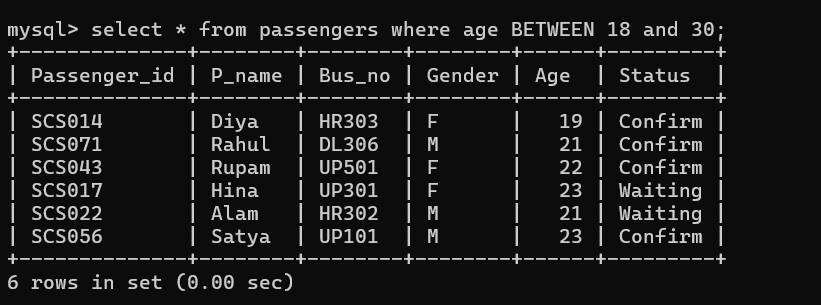 mysql> select * from passengers where age BETWEEN 18 and 30;
+--------------+--------+--------+--------+------+---------+
| Passenger_id | P_name | Bus_no | Gender | Age  | Status  |
+--------------+--------+--------+--------+------+---------+
| SCS014       | Diya   | HR303  | F      |   19 | Confirm |
| SCS071       | Rahul  | DL306  | M      |   21 | Confirm |
| SCS043       | Rupam  | UP501  | F      |   22 | Confirm |
| SCS017       | Hina   | UP301  | F      |   23 | Waiting |
| SCS022       | Alam   | HR302  | M      |   21 | Waiting |
| SCS056       | Satya  | UP101  | M      |   23 | Confirm |
+--------------+--------+--------+--------+------+---------+
6 rows in set (0.00 sec)